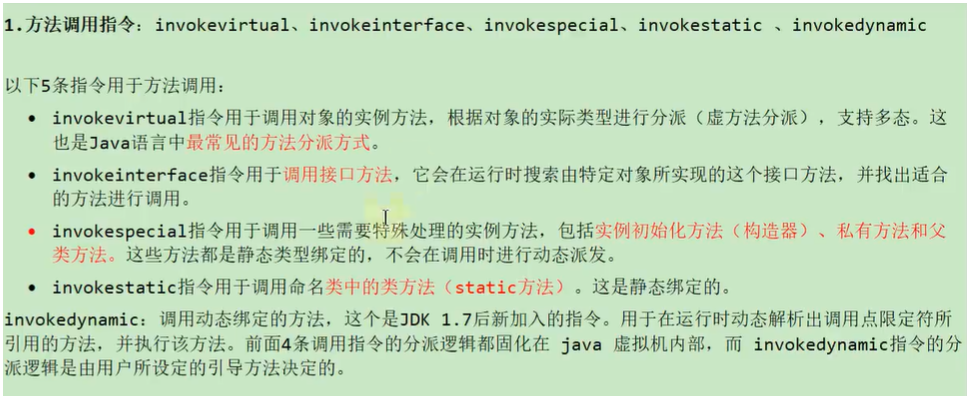 1.方法调用指令：invokevirtual、invokeinterface、invokespecial、invokestatic 、invokedynamic
以下5条指令用于方法调用：
• invokevirtual指令用于调用对象的实例方法，根据对象的实际类型进行分派（虚方法分派），支持多态。这
也是Java语言中最常见的方法分派方式。
• invokeinterface指令用于调用接口方法，它会在运行时搜索由特定对象所实现的这个接口方法，并找出适合
的方法进行调用。
• invokespecial指令用于调用一些需要特殊处理的实例方法，包括实例初始化方法（构造器）、私有方法和父
类方法。这些方法都是静态类型绑定的，不会在调用时进行动态派发。
• invokestatic指令用于调用命名类中的类方法（static方法）。这是静态绑定的。
invokedynamic：调用动态绑定的方法，这个是JDK 1.7后新加入的指令。用于在运行时动态解析出调用点限定符所
引用的方法，并执行该方法。前面4条调用指令的分派逻辑都固化在 java 虚拟机内部，而 invokedynamic指令的分
派逻辑是由用户所设定的引导方法决定的。